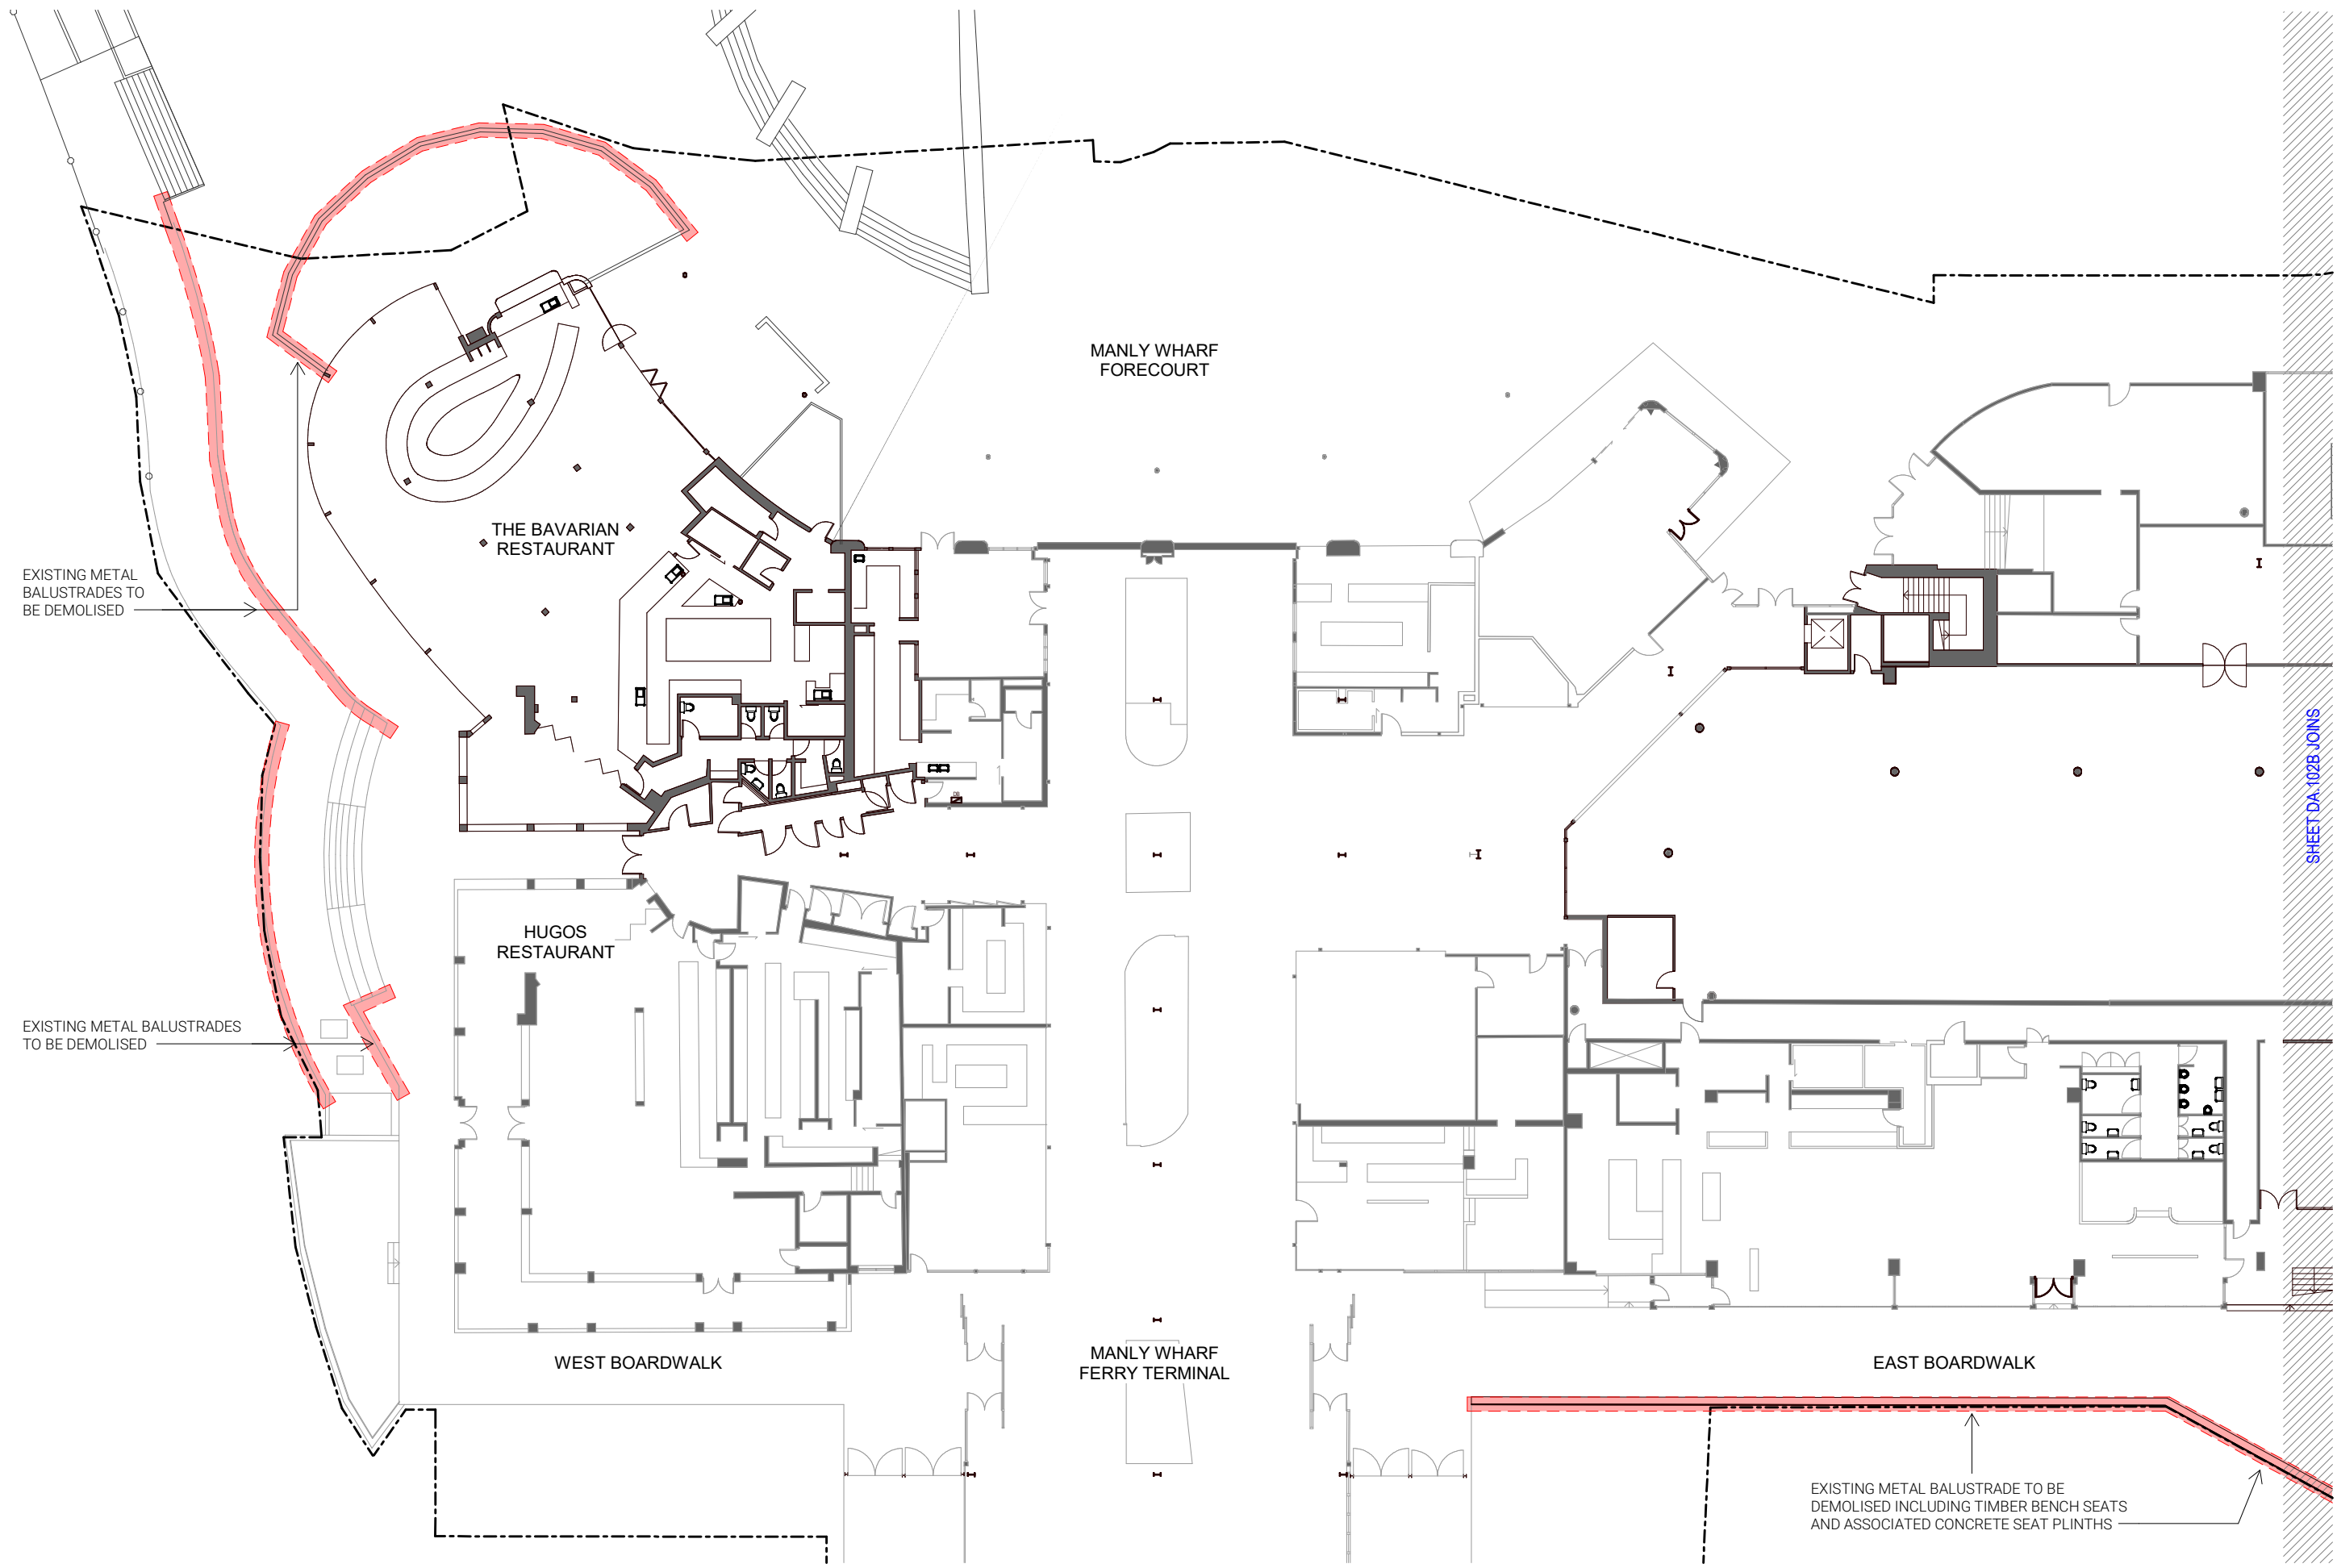 MANLY WHARF
FORECOURT
THE BAVARIAN
RESTAURANT
EXISTING METAL
BALUSTRADES TO
BE DEMOLISED
SHEET DA.102B JOINS
HUGOS
RESTAURANT
EXISTING METAL BALUSTRADES
TO BE DEMOLISED
WEST BOARDWALK
MANLY WHARF
FERRY TERMINAL
EAST BOARDWALK
EXISTING METAL BALUSTRADE TO BE
DEMOLISED INCLUDING TIMBER BENCH SEATS
AND ASSOCIATED CONCRETE SEAT PLINTHS